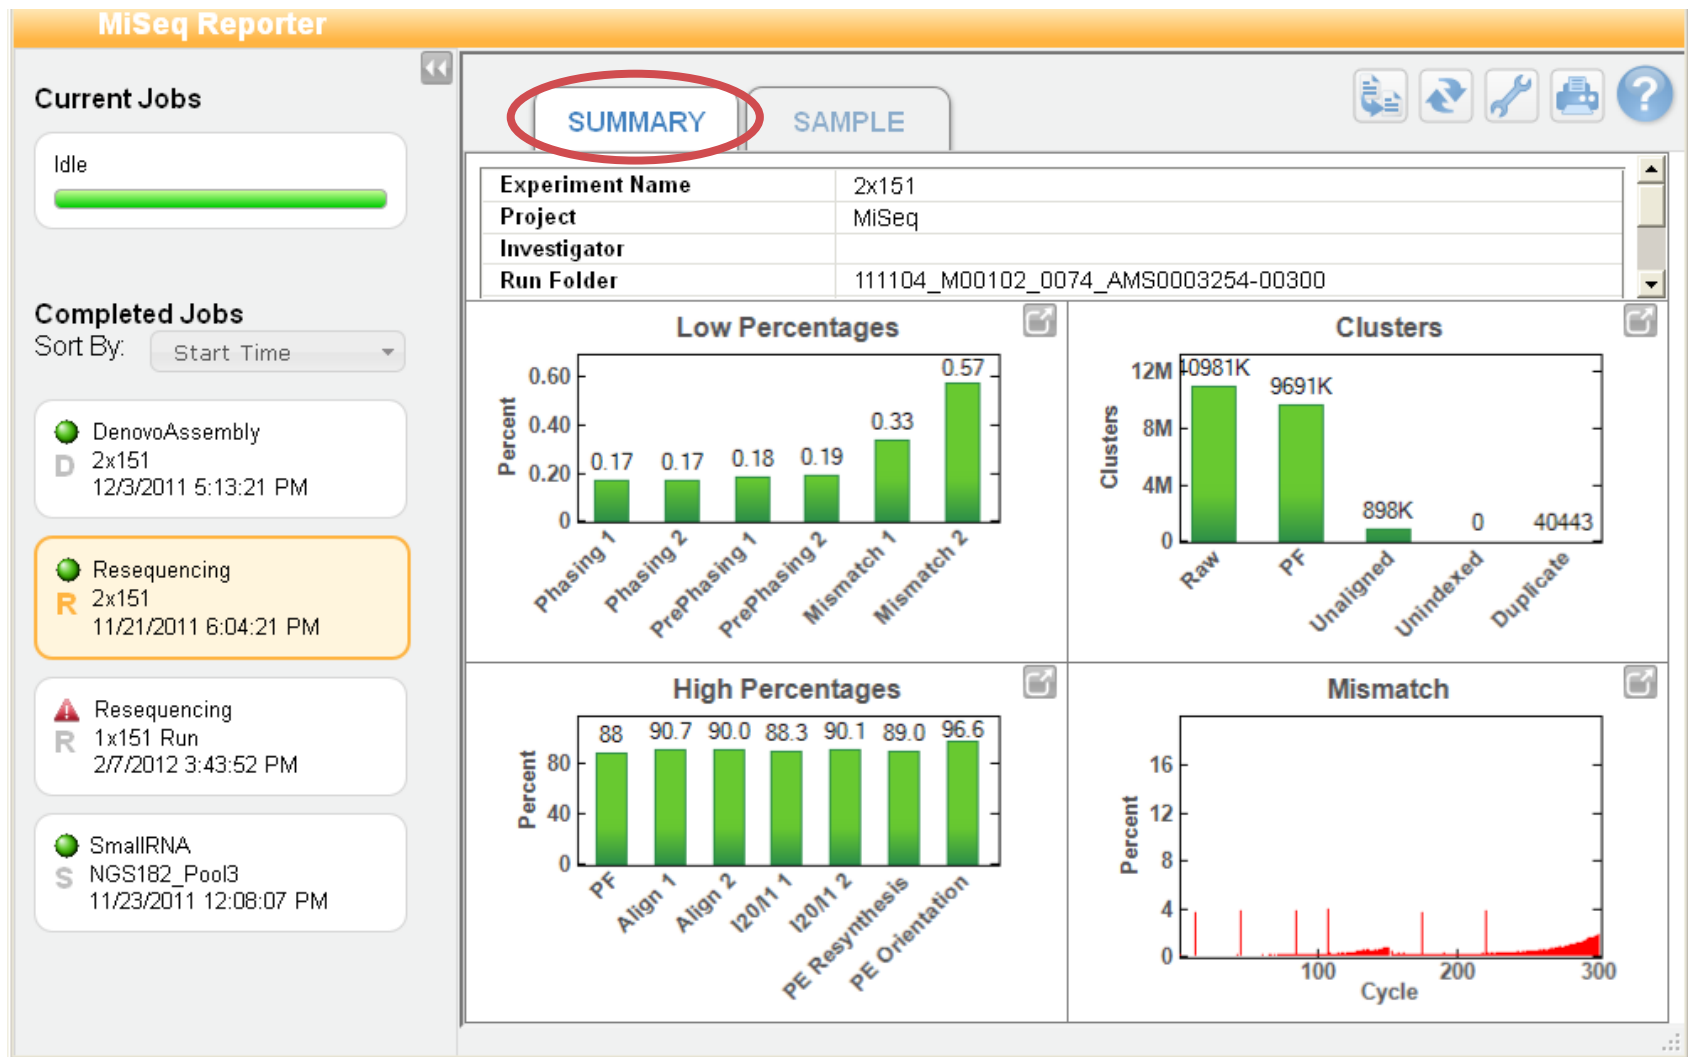 MiSeq Reporter
Current Jobs
Idle
Completed Jobs
Sort By: Start Time
DenovoAssembly
D 2x151
12/3/2011 5:13:21 PM
Resequencing
R 2x151
11/21/2011 6:04:21 PM
Resequencing
R 1x151 Run
2/7/2012 3:43:52 PM
SmallRNA
S NGS182_Pool3
11/23/2011 12:08:07 PM
SUMMARY SAMPLE
?
Experiment Name 2x151
Project MiSeq
Investigator
Run Folder 111104_M00102_0074_AMS0003254-00300
Low Percentages
Percent
0.60
0.40
0.20
0
0.17 0.17 0.18 0.19 0.33 0.57
Phasing 1 Phasing 2 PrePhasing 1 PrePhasing 2 Mismatch 1 Mismatch 2
Clusters
Clusters
12M
8M
4M
0
10981K 9691K 898K 0 40443
Raw PF Unaligned Unindexed Duplicate
High Percentages
Percent
80
40
0
88 90.7 90.0 88.3 90.1 89.0 96.6
PF Align 1 Align 2 I20/I1 1 I20/I1 2 PE Resynthesis PE Orientation
Mismatch
Percent
16
12
8
4
0
100 200 300
Cycle